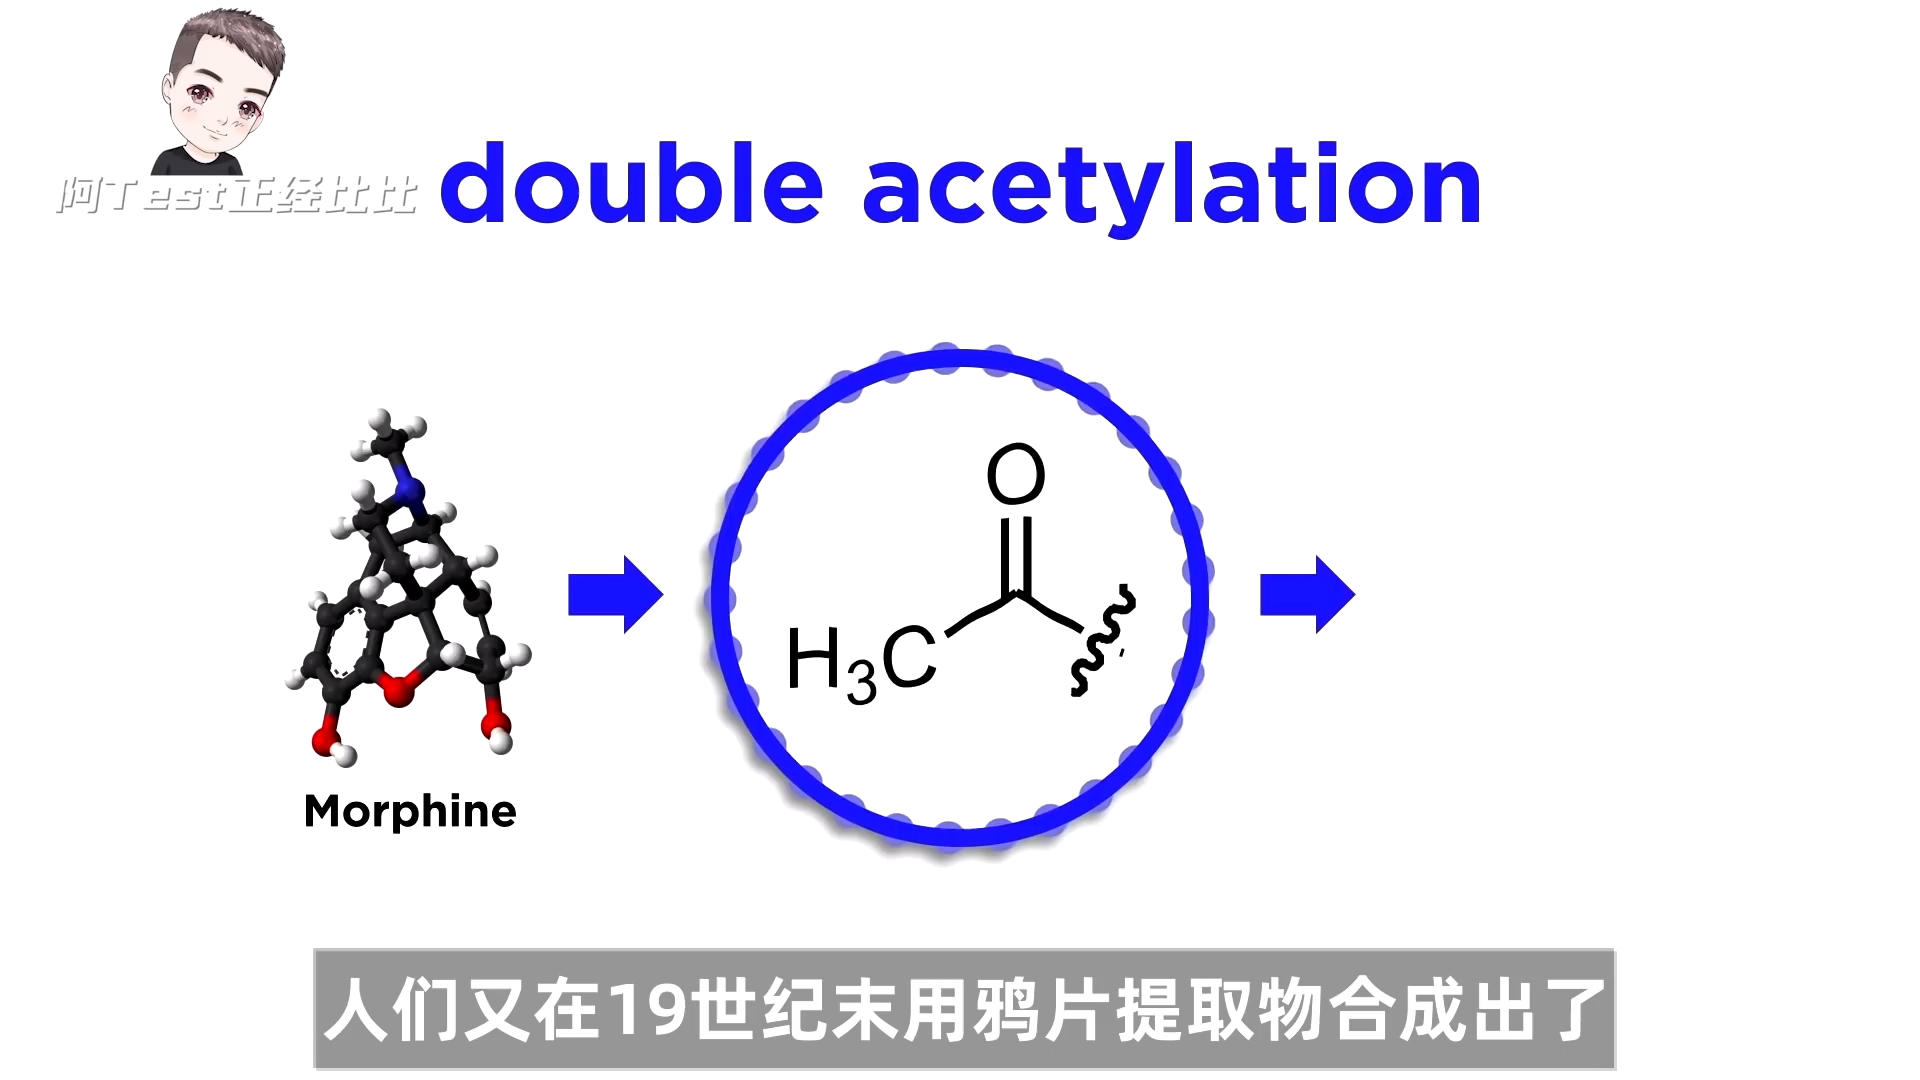 阿Test正经比比
double acetylation
O
H₃C
Morphine
人们又在19世纪末用鸦片提取物合成出了